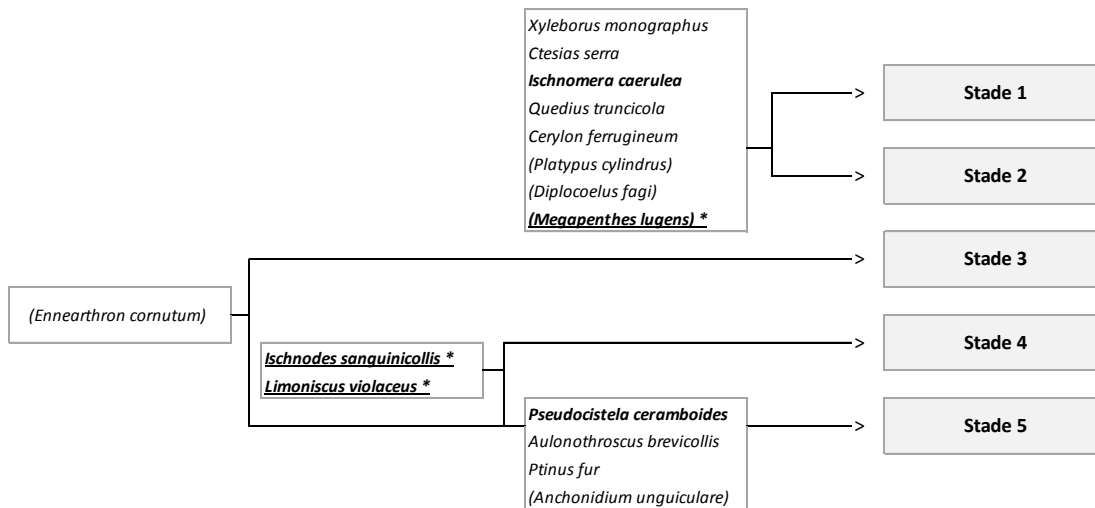 Xyleborus monographus
Ctesias serra
Ischnomera caerulea
Quedius truncicola
Cerylon ferrugineum
(Platypus cylindrus)
(Diplocoelus fagi)
(Megapenthes lugens) *
> Stade 1
> Stade 2
> Stade 3
(Ennearthron cornutum)
Ischnodes sanguinicollis *
Limoniscus violaceus *
> Stade 4
Pseudocistela ceramboides
Aulonothroscus brevicollis
Ptinus fur
(Anchonidium unguiculare)
> Stade 5